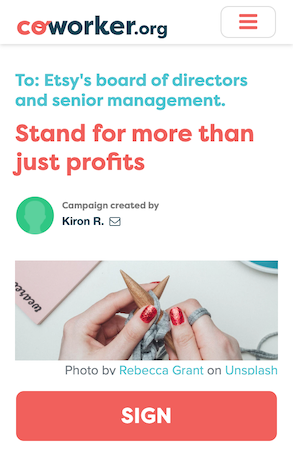 coworker.org
To: Etsy's board of directors
and senior management.
Stand for more than
just profits
Campaign created by
Kiron R.
weared
Photo by Rebecca Grant on Unsplash
SIGN